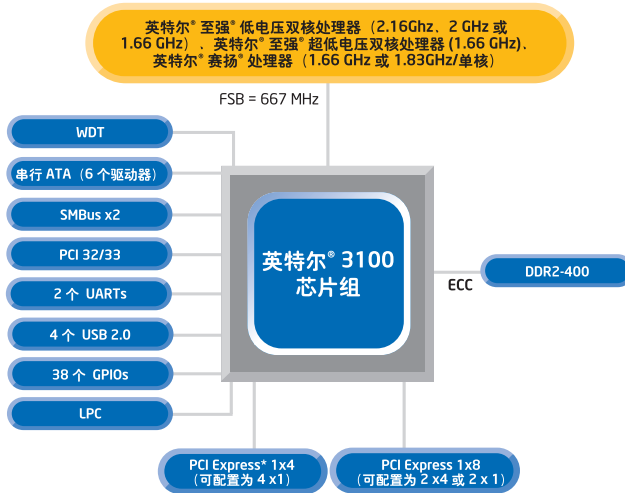 英特尔® 至强® 低电压双核处理器（2.16Ghz、2 GHz 或
1.66 GHz）、英特尔® 至强® 超低电压双核处理器 (1.66 GHz)、
英特尔® 赛扬® 处理器（1.66 GHz 或 1.83GHz/单核）
FSB = 667 MHz
WDT
串行 ATA（6 个驱动器）
SMBus x2
PCI 32/33
2 个 UARTs
4 个 USB 2.0
38 个 GPIOs
LPC
英特尔® 3100
芯片组
ECC
DDR2-400
PCI Express* 1x4
（可配置为 4 x1）
PCI Express 1x8
（可配置为 2 x4 或 2 x 1）